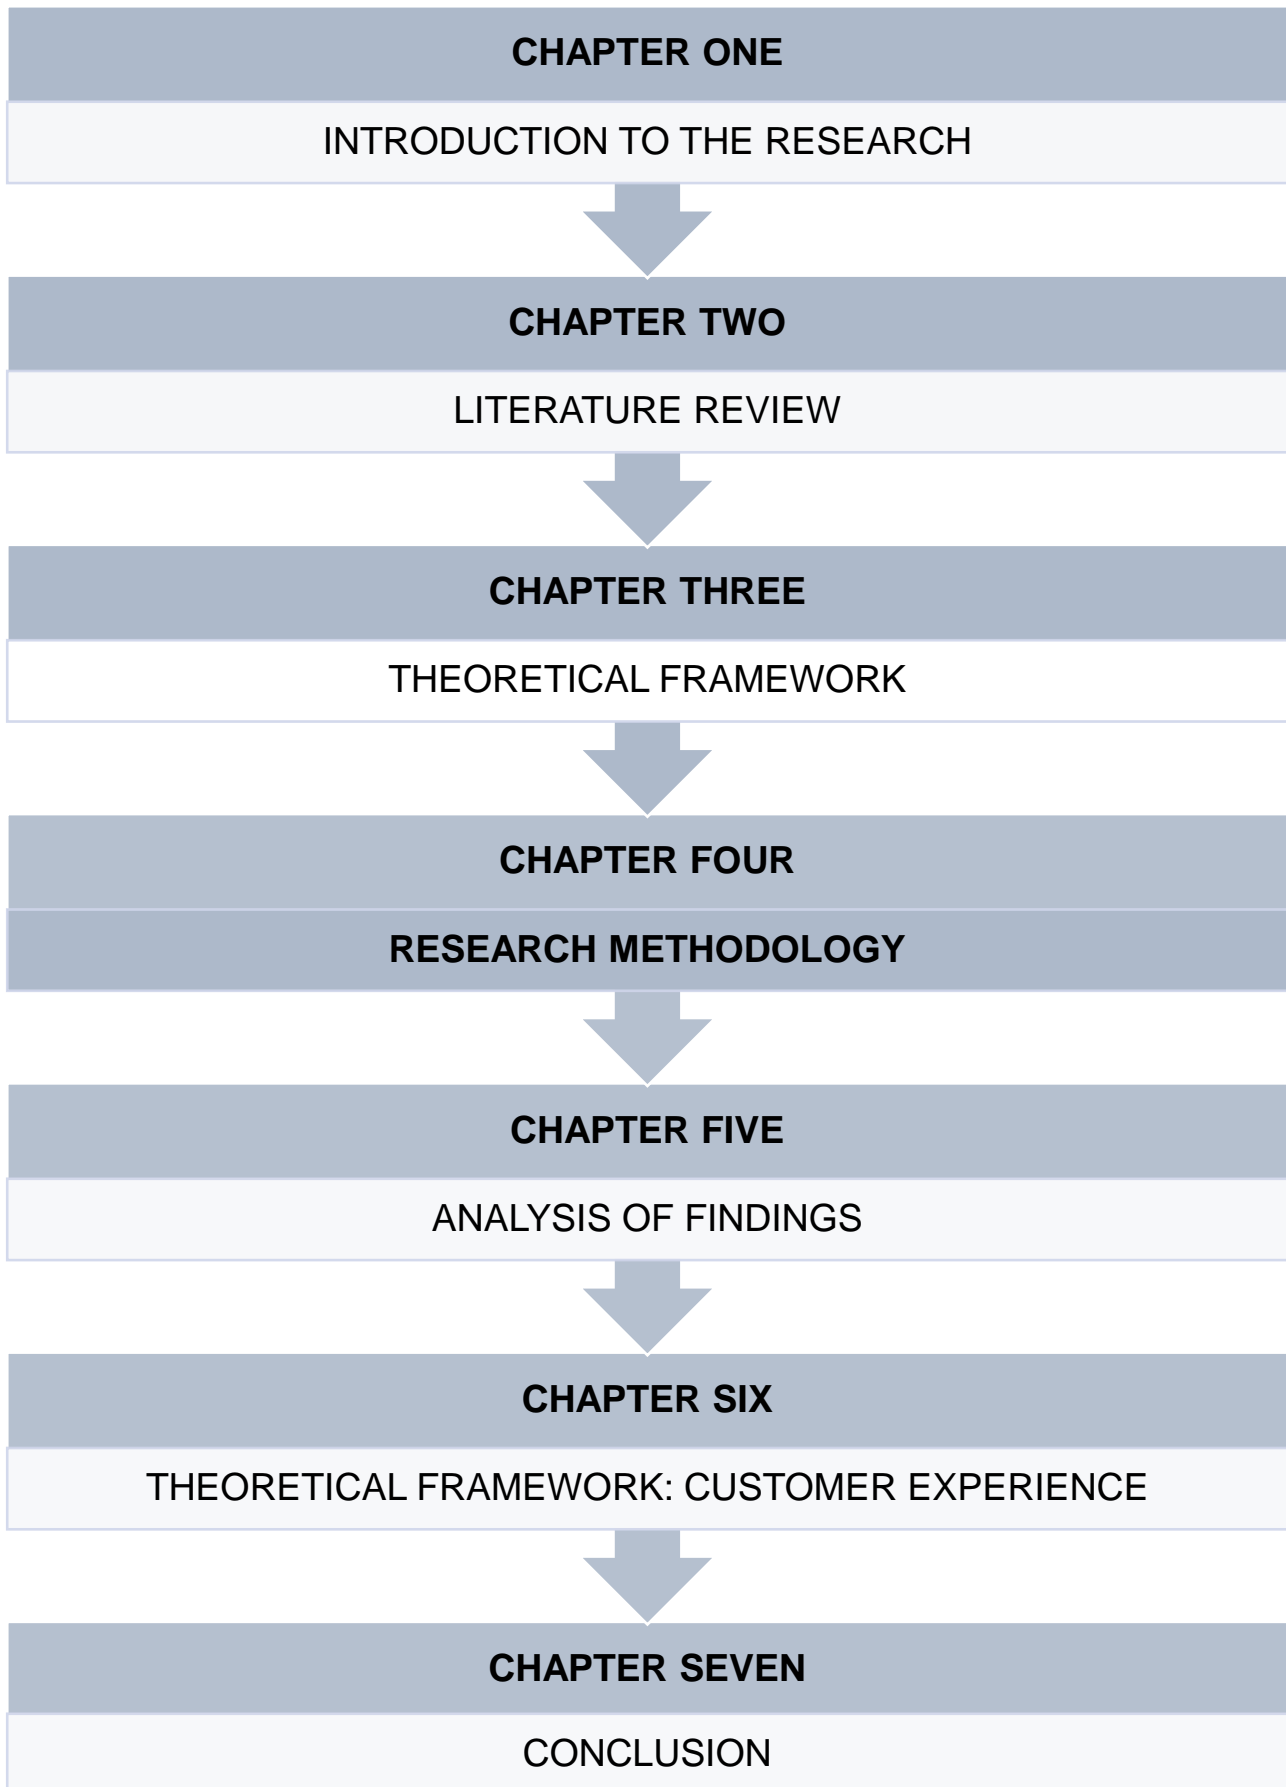 CHAPTER ONE
INTRODUCTION TO THE RESEARCH
CHAPTER TWO
LITERATURE REVIEW
CHAPTER THREE
THEORETICAL FRAMEWORK
CHAPTER FOUR
RESEARCH METHODOLOGY
CHAPTER FIVE
ANALYSIS OF FINDINGS
CHAPTER SIX
THEORETICAL FRAMEWORK: CUSTOMER EXPERIENCE
CHAPTER SEVEN
CONCLUSION